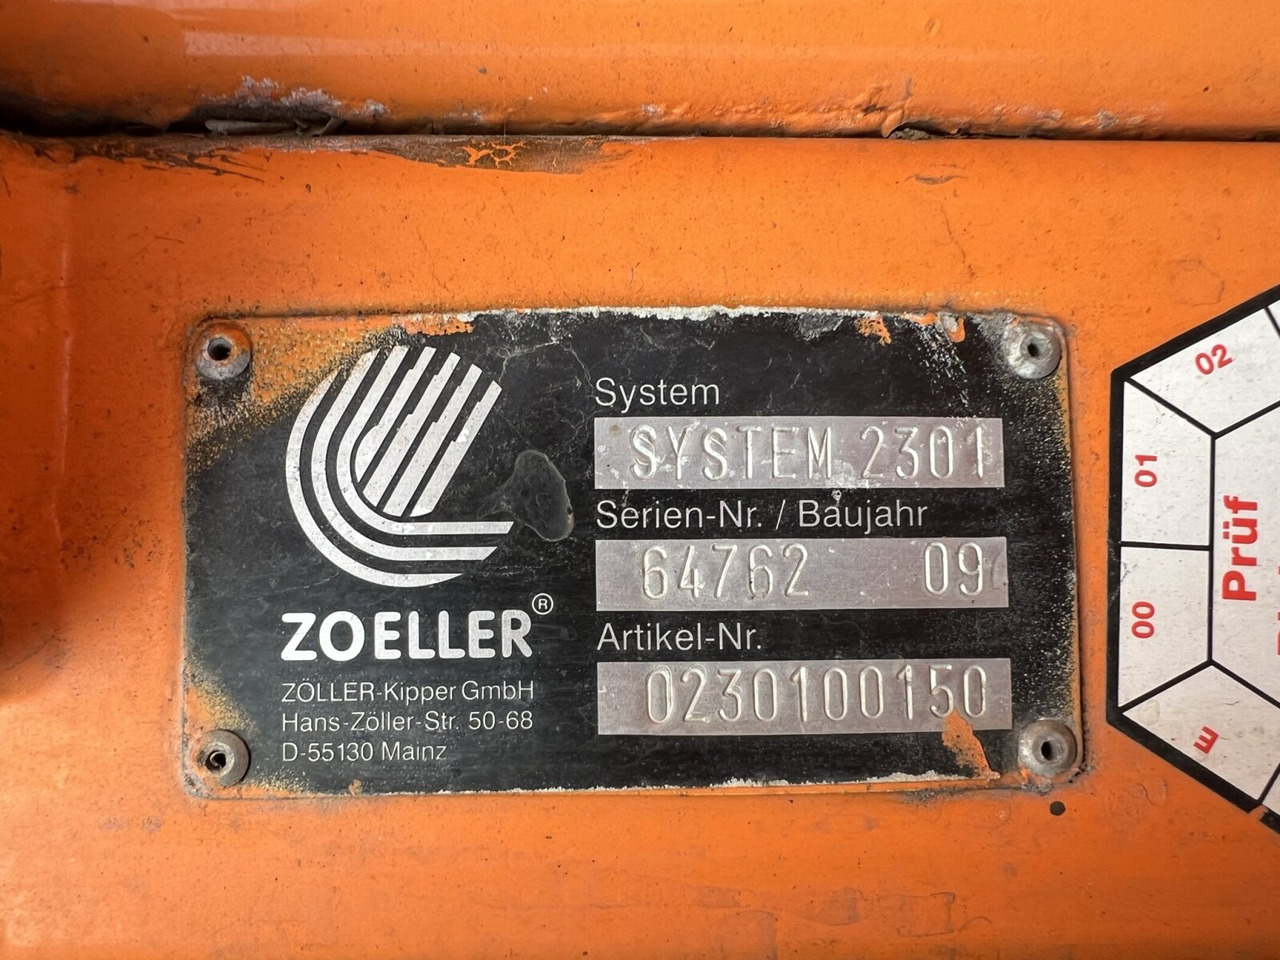 ZOELLER®
ZÖLLER-Kipper GmbH
Hans-Zöller-Str. 50-68
D-55130 Mainz
System
SYSTEM 2301
Serien-Nr. / Baujahr
64762 09
Artikel-Nr.
0230100150
02
01
00
Prüf